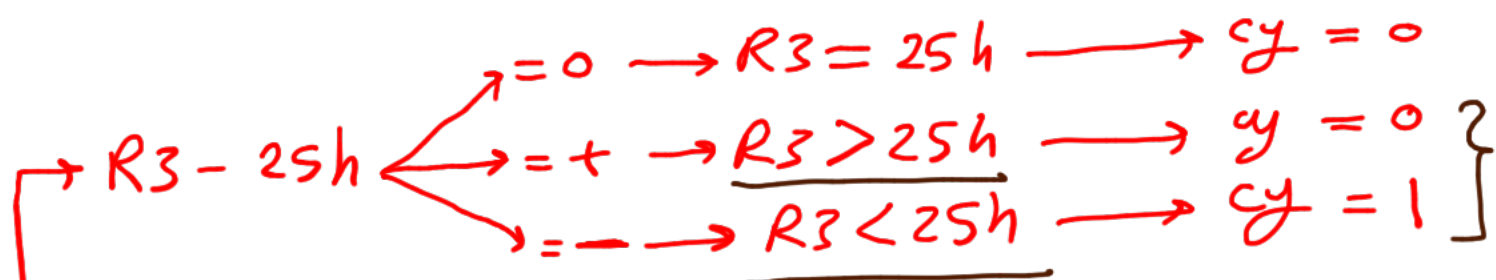 = 0 → R3 = 25h → cy = 0
R3 - 25h = + → R3 > 25h → cy = 0
= - → R3 < 25h → cy = 1